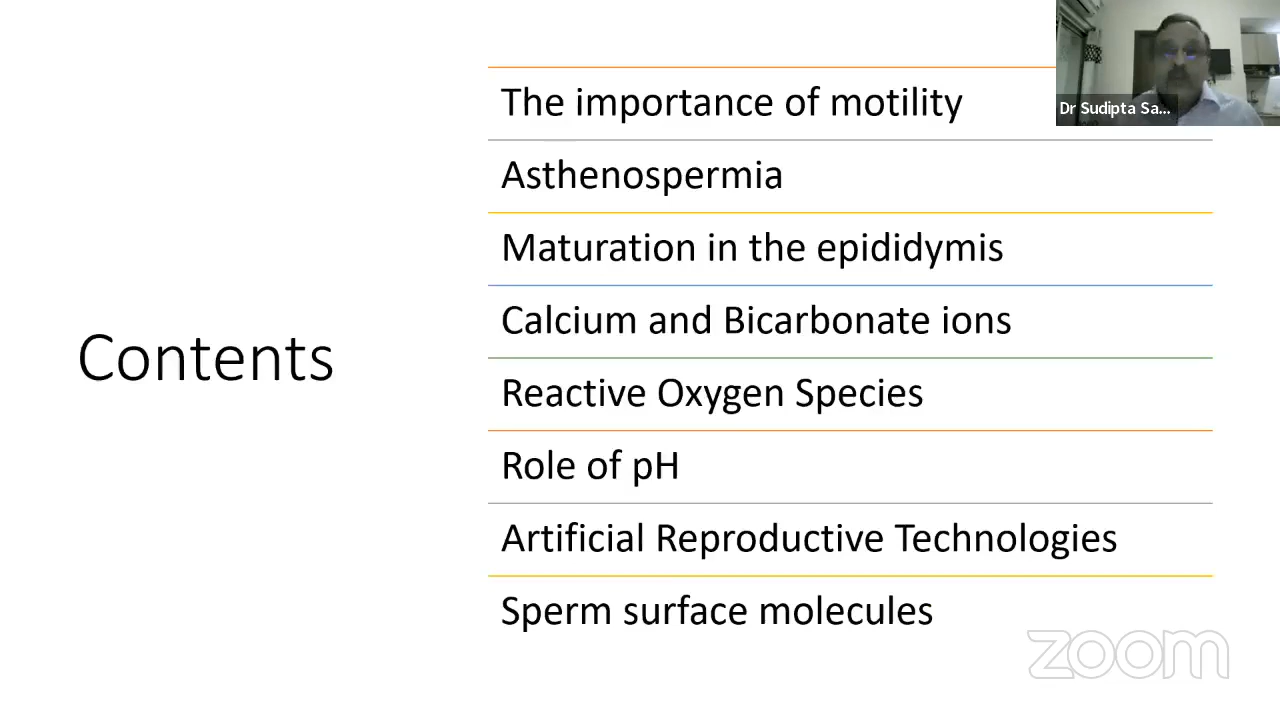 Contents
The importance of motility
Asthenospermia
Maturation in the epididymis
Calcium and Bicarbonate ions
Reactive Oxygen Species
Role of pH
Artificial Reproductive Technologies
Sperm surface molecules
Dr Sudipta Sa...
zoom